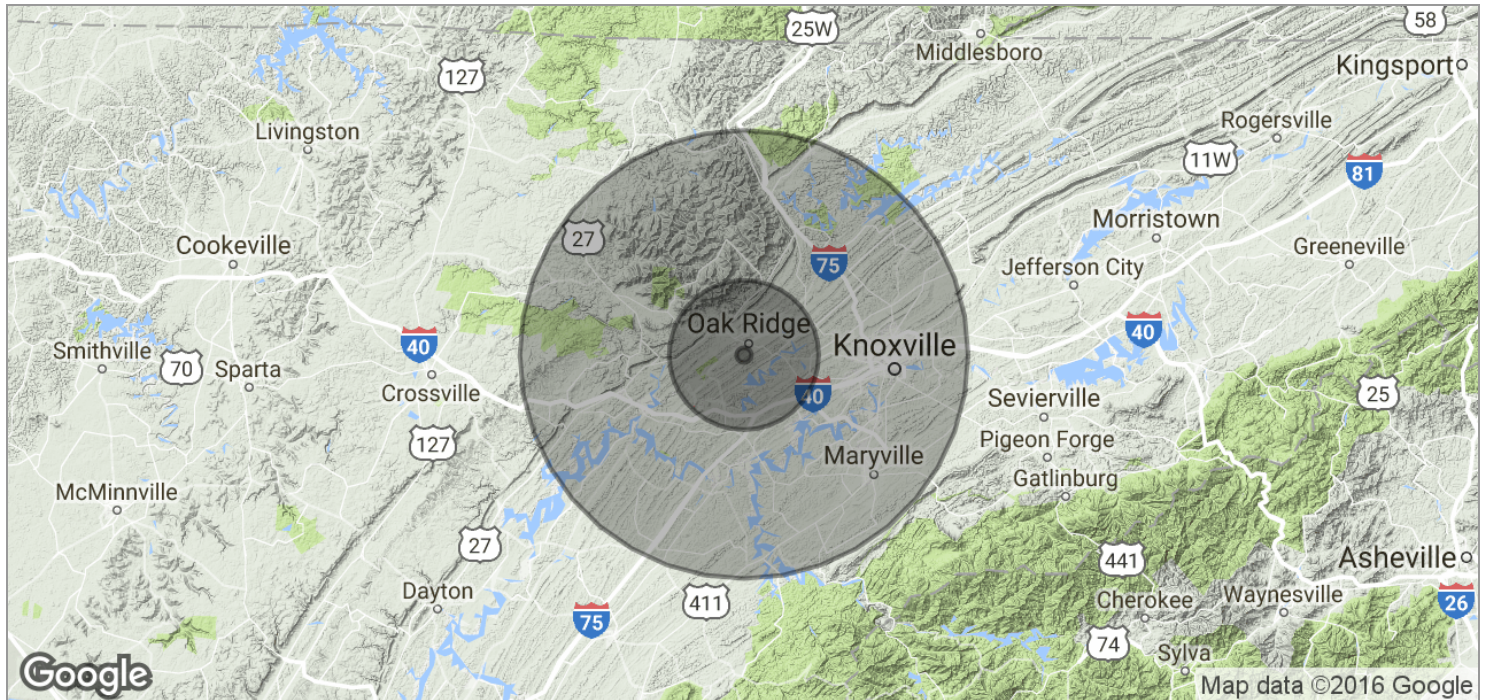 58
25W
Middlesboro
Kingsport
127
Livingston
Rogersville
11W
81
Morristown
Cookeville
27
Greeneville
75
Jefferson City
Oak Ridge
40
40
Knoxville
Smithville
70
Sparta
Crossville
40
25
Sevierville
127
Pigeon Forge
Maryville
Gatlinburg
McMinnville
27
441
Asheville
Dayton
411
75
Cherokee
Waynesville
26
74
Sylva
Google
Map data ©2016 Google